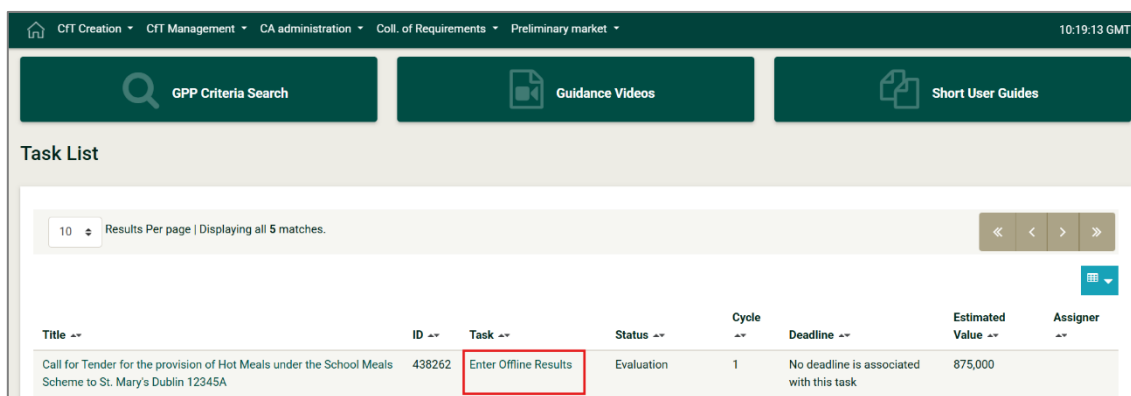 CfT Creation CfT Management CA administration Coll. of Requirements Preliminary market 10:19:13 GMT
GPP Criteria Search Guidance Videos Short User Guides
Task List
10 Results Per page | Displaying all 5 matches.
« < > »
Cycle Estimated Assigner
Title ID Task Status Deadline Value
Call for Tender for the provision of Hot Meals under the School Meals 438262 Enter Offline Results Evaluation 1 No deadline is associated 875,000
Scheme to St. Mary's Dublin 12345A with this task